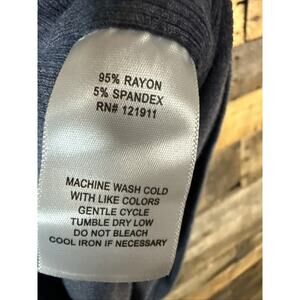 95% RAYON
5% SPANDEX
RN# 121911
MACHINE WASH COLD
WITH LIKE COLORS
GENTLE CYCLE
TUMBLE DRY LOW
DO NOT BLEACH
COOL IRON IF NECESSARY